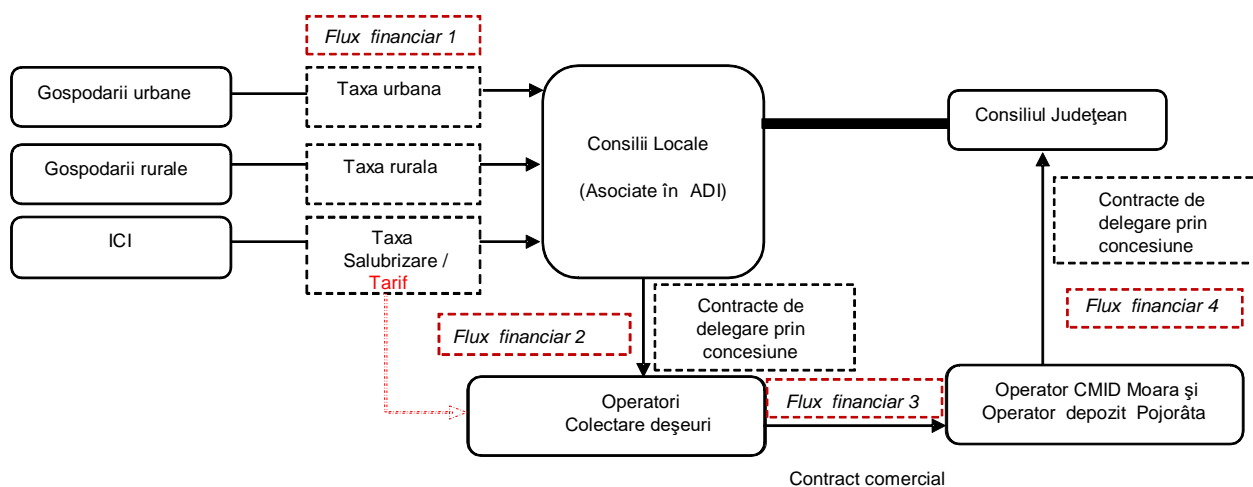 Flux financiar 1
Gospodarii urbane
Taxa urbana
Gospodarii rurale
Taxa rurala
ICI
Taxa
Salubrizare /
Tarif
Consilii Locale
(Asociate în ADI)
Consiliul Judeţean
Contracte de
delegare prin
concesiune
Flux financiar 2
Contracte de
delegare prin
concesiune
Flux financiar 4
Operatori
Colectare deşeuri
Flux financiar 3
Operator CMID Moara şi
Operator depozit Pojorâta
Contract comercial